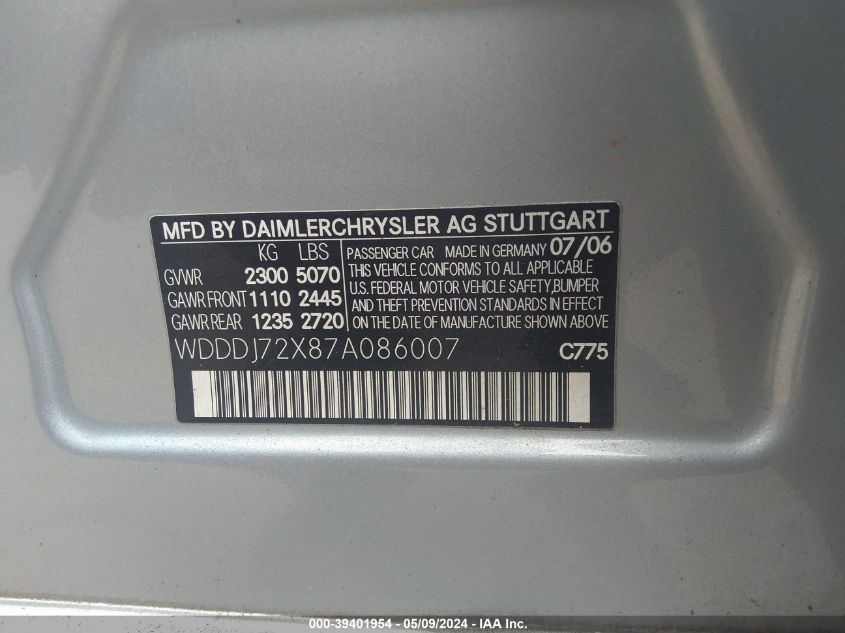 MFD BY DAIMLERCHRYSLER AG STUTTGART
KG LBS
GVWR 2300 5070
GAWR FRONT 1110 2445
GAWR REAR 1235 2720
PASSENGER CAR MADE IN GERMANY 07/06
THIS VEHICLE CONFORMS TO ALL APPLICABLE
U.S. FEDERAL MOTOR VEHICLE SAFETY, BUMPER
AND THEFT PREVENTION STANDARDS IN EFFECT
ON THE DATE OF MANUFACTURE SHOWN ABOVE
WDDDJ72X87A086007 C775
000-39401954 - 05/09/2024 - IAA Inc.